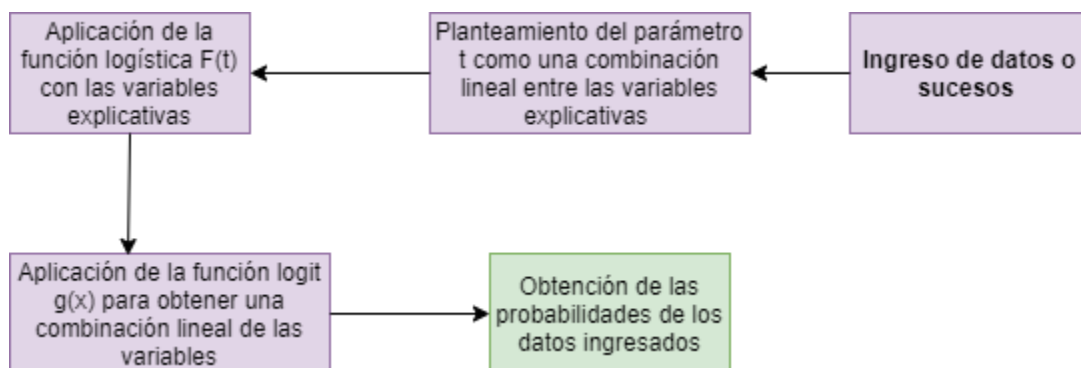 Ingreso de datos o
sucesos
Planteamiento del parámetro
t como una combinación
lineal entre las variables
explicativas
Aplicación de la
función logística F(t)
con las variables
explicativas
Aplicación de la función logit
g(x) para obtener una
combinación lineal de las
variables
Obtención de las
probabilidades de los
datos ingresados